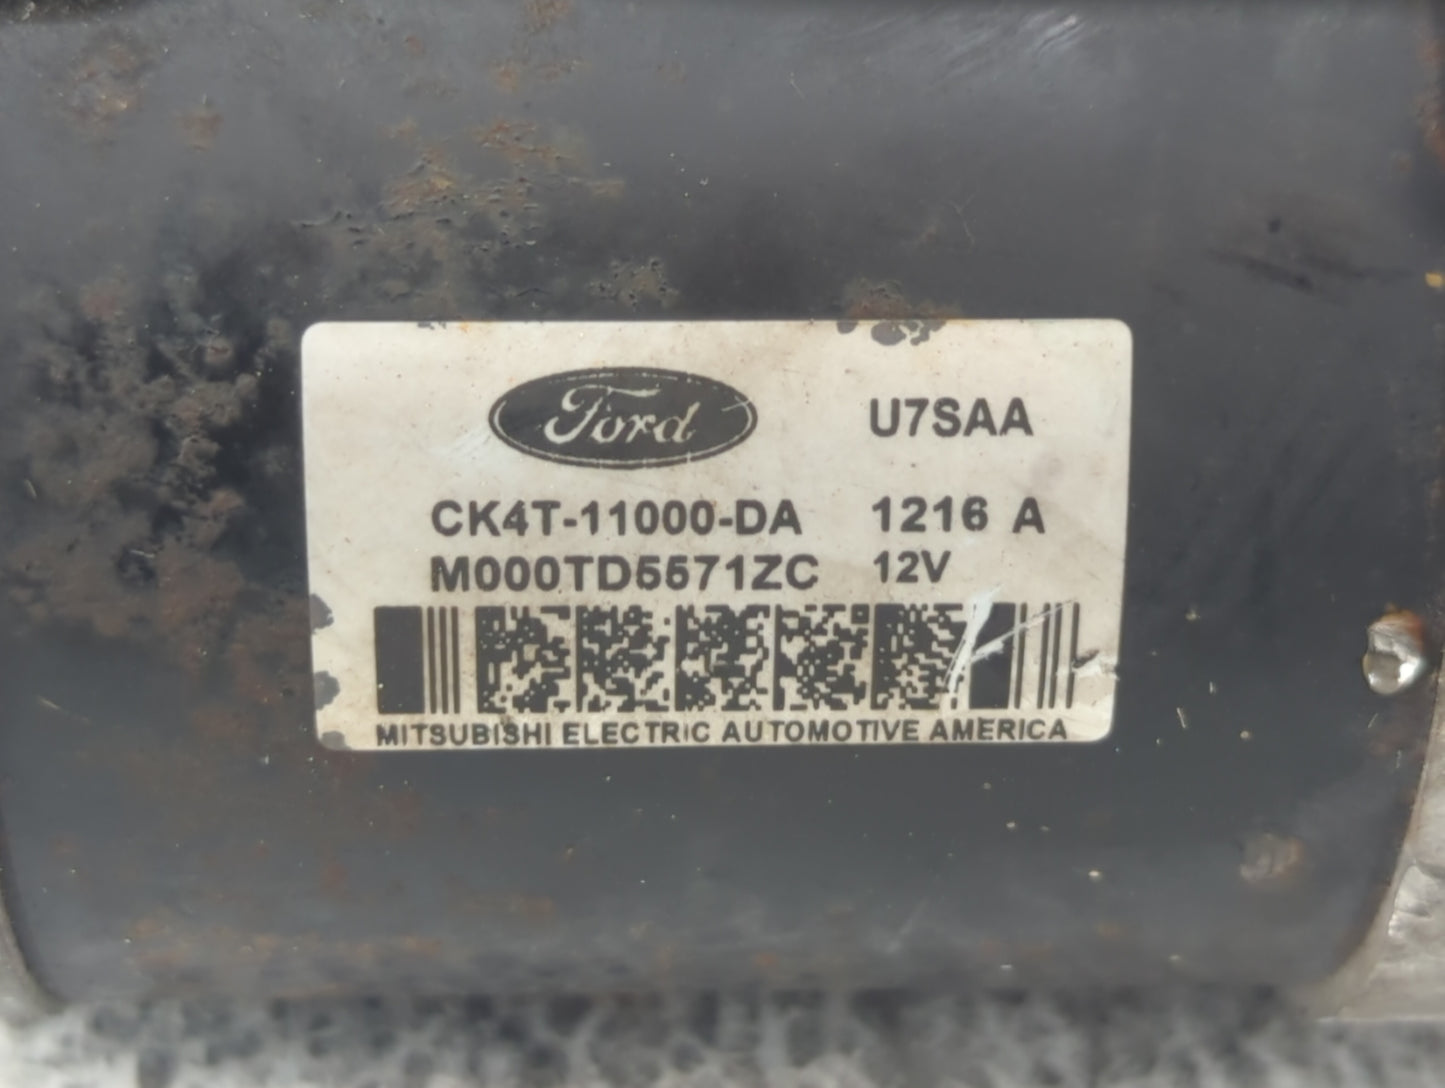 Ford
U7SAA
CK4T-11000-DA 1216 A
M000TD5571ZC 12V
MITSUBISHI ELECTRIC AUTOMOTIVE AMERICA